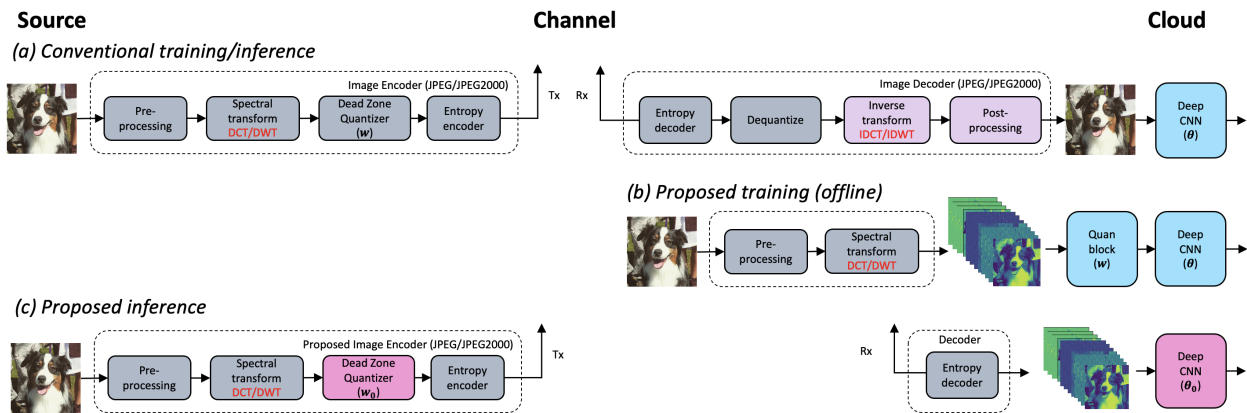 Source
Channel
Cloud
(a) Conventional training/inference
Image Encoder (JPEG/JPEG2000)
Pre-
processing
Spectral
transform
DCT/DWT
Dead Zone
Quantizer
(w)
Entropy
encoder
Tx
Rx
Image Decoder (JPEG/JPEG2000)
Entropy
decoder
Dequantize
Inverse
transform
IDCT/IDWT
Post-
processing
Deep
CNN
(θ)
(b) Proposed training (offline)
Pre-
processing
Spectral
transform
DCT/DWT
Quan
block
(w)
Deep
CNN
(θ)
(c) Proposed inference
Proposed Image Encoder (JPEG/JPEG2000)
Pre-
processing
Spectral
transform
DCT/DWT
Dead Zone
Quantizer
(w₀)
Entropy
encoder
Tx
Rx
Decoder
Entropy
decoder
Deep
CNN
(θ₀)